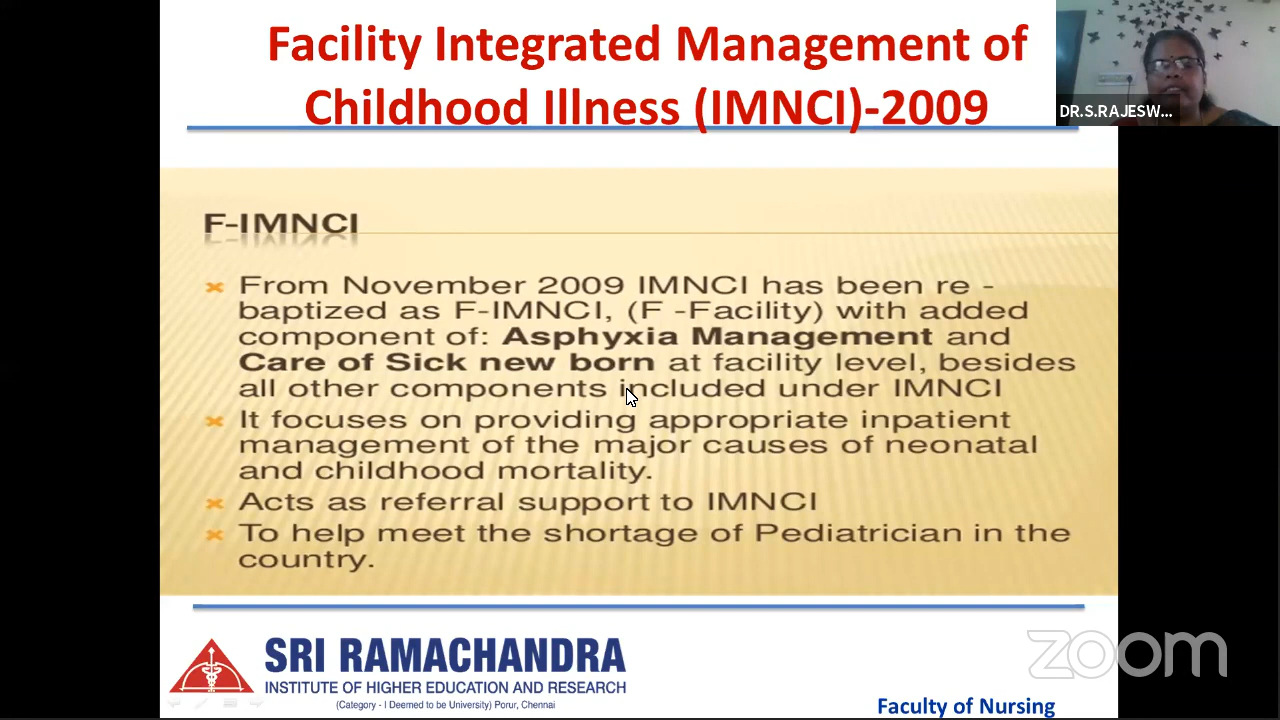 Facility Integrated Management of
Childhood Illness (IMNCI)-2009
DR.S.RAJESW...
F-IMNCI
From November 2009 IMNCI has been re -
baptized as F-IMNCI, (F -Facility) with added
component of: Asphyxia Management and
Care of Sick new born at facility level, besides
all other components included under IMNCI
It focuses on providing appropriate inpatient
management of the major causes of neonatal
and childhood mortality.
Acts as referral support to IMNCI
To help meet the shortage of Pediatrician in the
country.
SRI RAMACHANDRA
INSTITUTE OF HIGHER EDUCATION AND RESEARCH
(Category - I Deemed to be University) Porur, Chennai
zoom
Faculty of Nursing